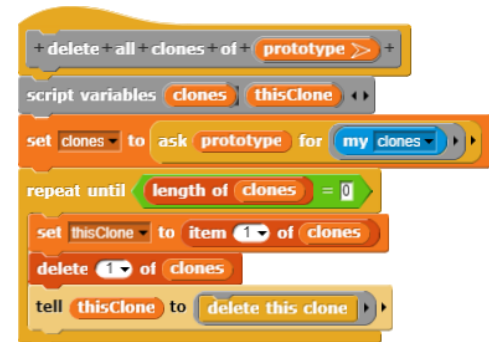 + delete + all + clones + of + prototype > +
script variables clones thisClone
set clones to ask prototype for my clones
repeat until length of clones = 0
set thisClone to item 1 of clones
delete 1 of clones
tell thisClone to delete this clone